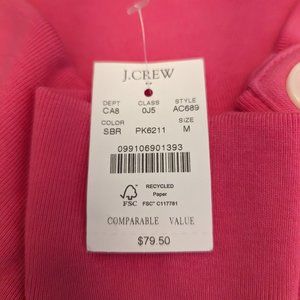 J.CREW
DEPT CLASS STYLE
CA8 0J5 AC689
COLOR SIZE
SBR PK6211 M
099106901393
RECYCLED
Paper
FSC FSC® C117781
COMPARABLE VALUE
$79.50